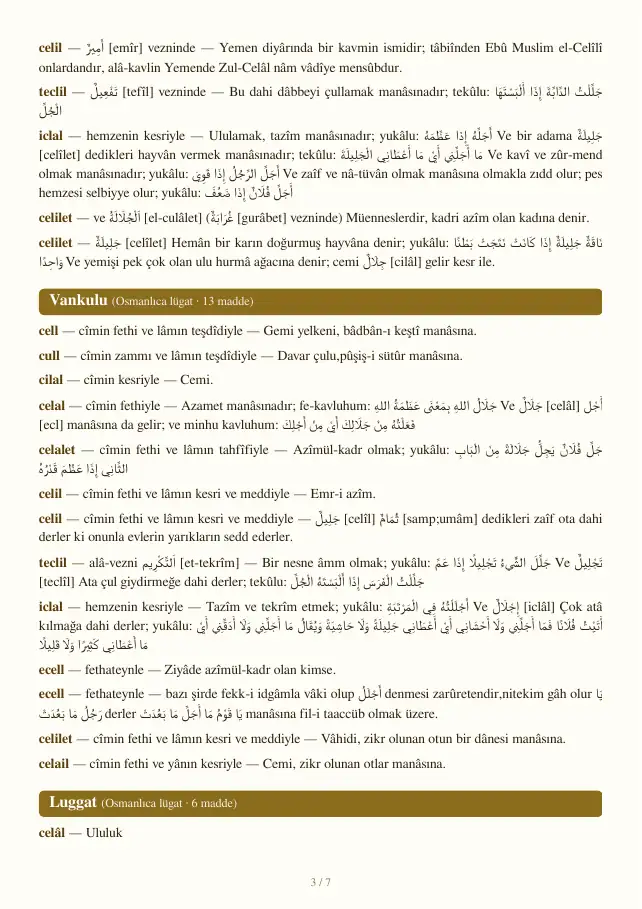 celil — أَمِيرٌ [emîr] vezninde — Yemen diyârında bir kavmin ismidir; tâbiînden Ebû Muslim el-Celîlî
onlardandır, alâ-kavlin Yemende Zul-Celâl nâm vâdîye mensûbdur.
teclil — تَفْعِيلٌ [tefîl] vezninde — Bu dahi dâbbeyi çullamak manâsınadır; tekûlu: جَلَّلْتُ الدَّابَّةَ إِذَا أَلْبَسْتَهَا
الْجُلَّ
iclal — hemzenin kesriyle — Ululamak, tazîm manâsınadır; yukâlu: أَجَلَّهُ إِذَا عَظَّمَهُ Ve bir adama جَلِيلَةٌ
[celîlet] dedikleri hayvân vermek manâsınadır; tekûlu: مَا أَجَلَّنِي أَيْ مَا أَعْطَانِي الْجَلِيلَةَ Ve kavî ve zûr-mend
olmak manâsınadır; yukâlu: أَجَلَّ الرَّجُلُ إِذَا قَوِيَ Ve zaîf ve nâ-tüvân olmak manâsına olmakla zıdd olur; pes
hemzesi selbiyye olur; yukâlu: أَجَلَّ فُلَانٌ إِذَا ضَعُفَ
celilet — ve اَلْجُلَالَةُ [el-culâlet] (غُرَابَةٌ [gurâbet] vezninde) Müenneslerdir, kadri azîm olan kadına denir.
celilet — جَلِيلَةٌ [celîlet] Hemân bir karın doğurmuş hayvâna denir; yukâlu: نَاقَةٌ جَلِيلَةٌ إِذَا كَانَتْ نَتَجَتْ بَطْنًا
وَاحِدًا Ve yemişi pek çok olan ulu hurmâ ağacına denir; cemi جِلَالٌ [cilâl] gelir kesr ile.
Vankulu (Osmanlıca lügat · 13 madde)
cell — cîmin fethi ve lâmın teşdîdiyle — Gemi yelkeni, bâdbân-ı keştî manâsına.
cull — cîmin zammı ve lâmın teşdîdiyle — Davar çulu,pûşiş-i sütûr manâsına.
cilal — cîmin kesriyle — Cemi.
celal — cîmin fethiyle — Azamet manâsınadır; fe-kavluhum: جَلَالُ اللهِ بِمَعْنَى عَظَمَةُ اللهِ Ve جَلَالٌ [celâl] أَجْل
[ecl] manâsına da gelir; ve minhu kavluhum: فَعَلْتُهُ مِنْ جَلَالِكَ أَيْ مِنْ أَجْلِكَ
celalet — cîmin fethi ve lâmın tahfîfiyle — Azîmül-kadr olmak; yukâlu: جَلَّ فُلَانٌ يَجِلُّ جَلَالَةً مِنَ الْبَابِ
الثَّانِي إِذَا عَظُمَ قَدْرُهُ
celil — cîmin fethi ve lâmın kesri ve meddiyle — Emr-i azîm.
celil — cîmin fethi ve lâmın kesri ve meddiyle — جَلِيلٌ [celîl] ثُمَامٌ [samp;umâm] dedikleri zaîf ota dahi
derler ki onunla evlerin yarıkların sedd ederler.
teclil — alâ-vezni اَلتَّكْرِيم [et-tekrîm] — Bir nesne âmm olmak; yukâlu: جَلَّلَ الشَّيْءُ تَجْلِيلًا إِذَا عَمَّ Ve تَجْلِيلٌ
[teclîl] Ata çul giydirmeğe dahi derler; tekûlu: جَلَّلْتُ الْفَرَسَ إِذَا أَلْبَسْتَهُ الْجُلَّ
iclal — hemzenin kesriyle — Tazîm ve tekrîm etmek; yukâlu: أَجْلَلْتُهُ فِي الْمَرْتَبَةِ Ve إِجْلَالٌ [iclâl] Çok atâ
kılmağa dahi derler; yukâlu: أَتَيْتُ فُلَانًا فَمَا أَجَلَّنِي وَلَا أَحْشَانِي أَيْ أَعْطَانِي جَلِيلَةً وَلَا حَاشِيَةً وَيُقَالُ مَا أَجَلَّنِي وَلَا أَدَقَّنِي أَيْ
مَا أَعْطَانِي كَثِيرًا وَلَا قَلِيلًا
ecell — fethateynle — Ziyâde azîmül-kadr olan kimse.
ecell — fethateynle — bazı şirde fekk-i idgâmla vâki olup أَجْلَلُ denmesi zarûretendir,nitekim gâh olur يَا
رَجُلُ مَا بَعُدَتْ derler يَا قَوْمُ مَا أَجَلَّ مَا بَعُدَتْ manâsına fil-i taaccüb olmak üzere.
celilet — cîmin fethi ve lâmın kesri ve meddiyle — Vâhidi, zikr olunan otun bir dânesi manâsına.
celail — cîmin fethi ve yânın kesriyle — Cemi, zikr olunan otlar manâsına.
Luggat (Osmanlıca lügat · 6 madde)
celâl — Ululuk
3 / 7